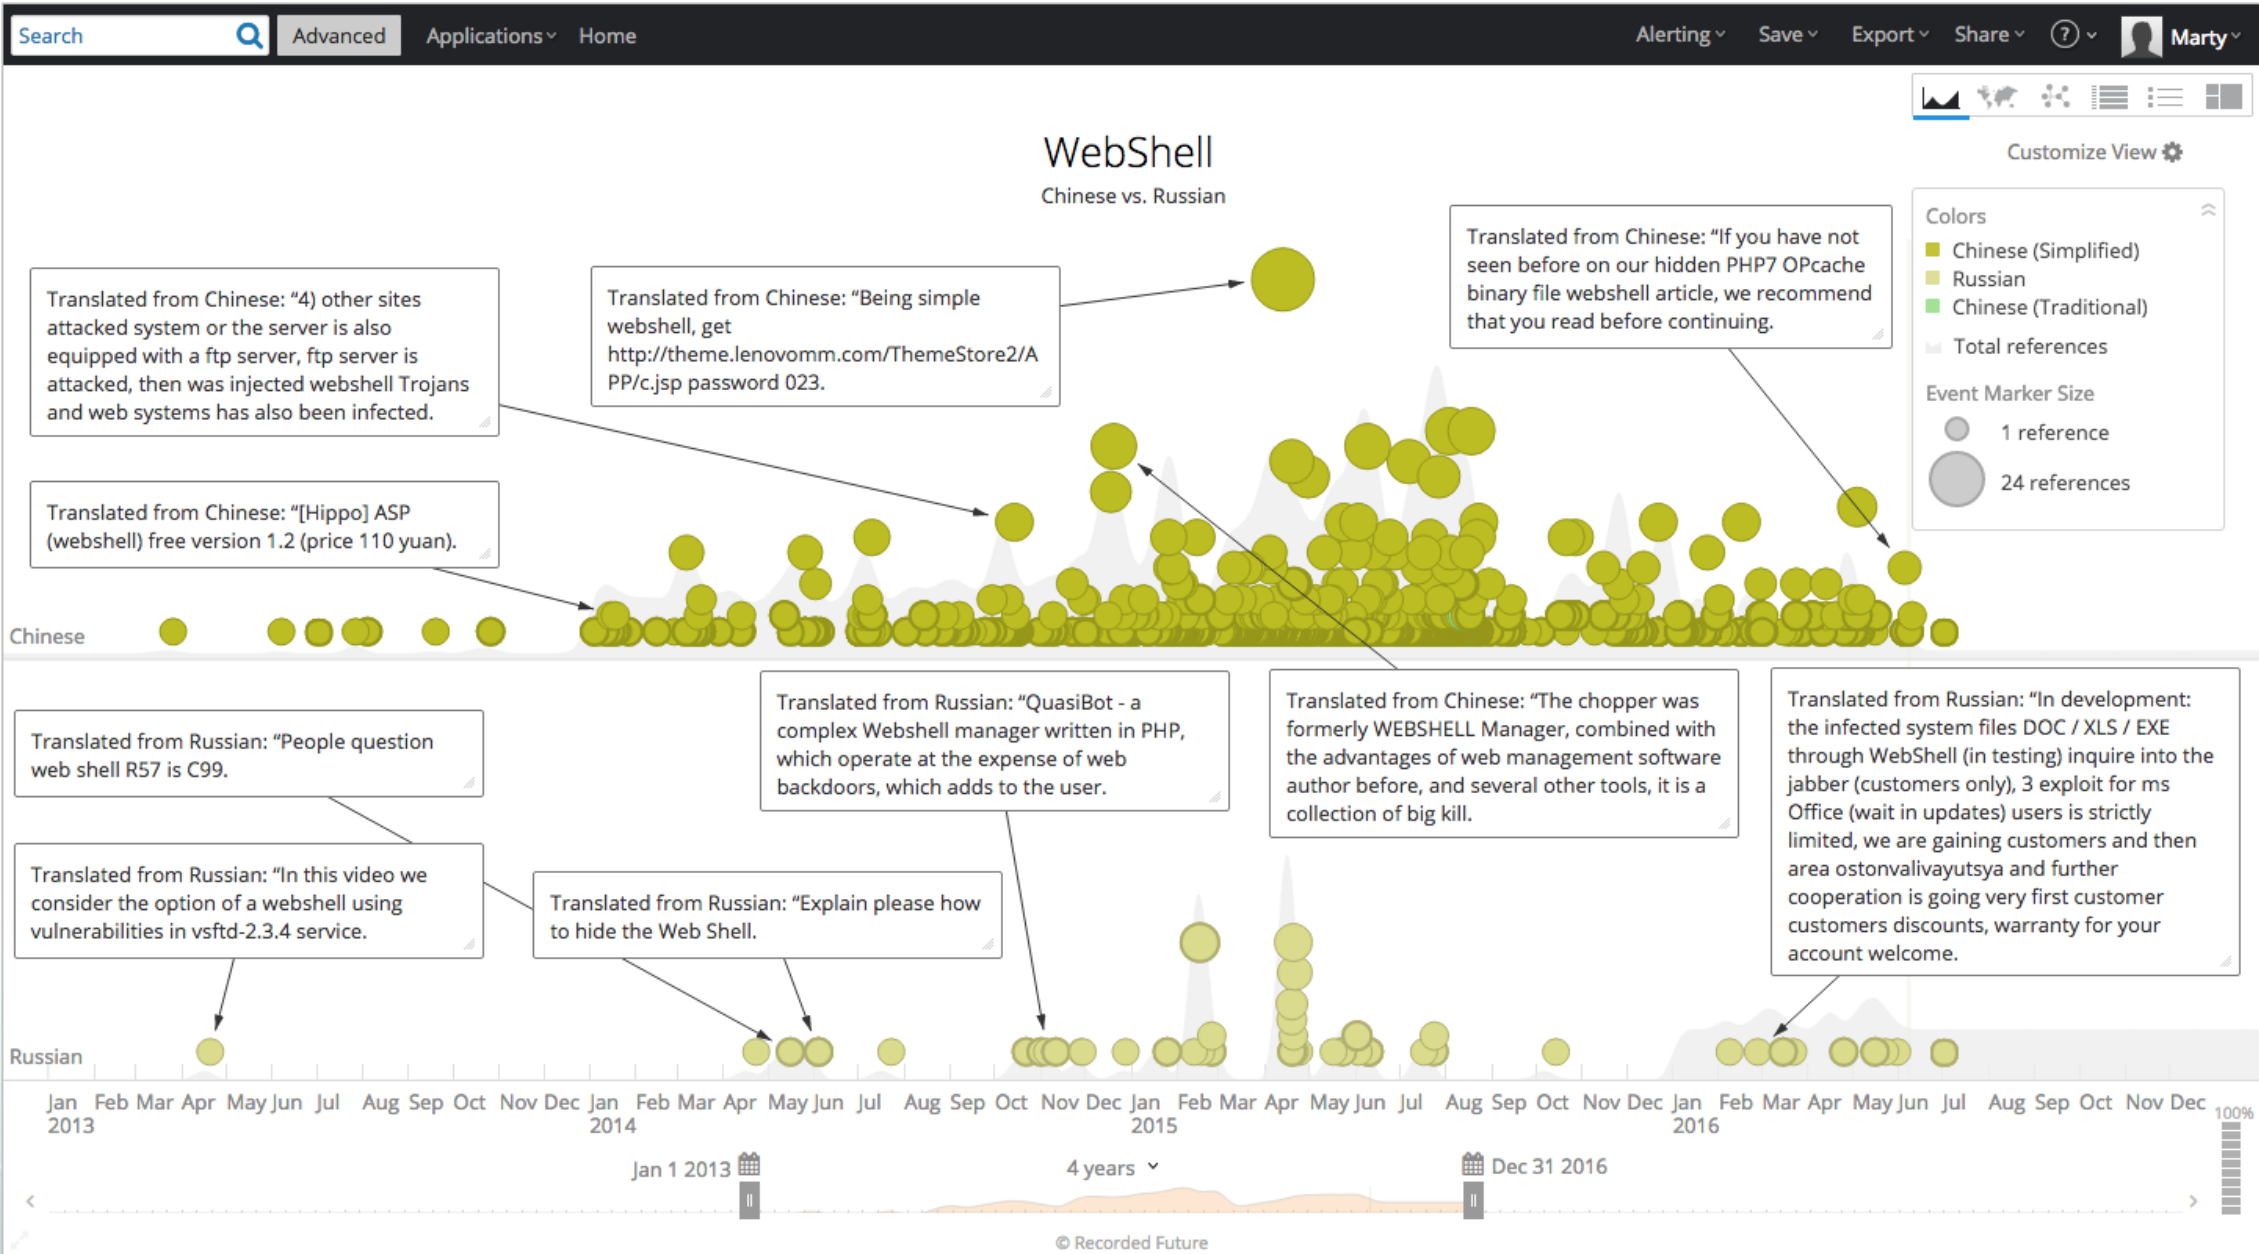 Search
Advanced
Applications
Home
Alerting
Save
Export
Share
?
Marty
WebShell
Chinese vs. Russian
Customize View
Colors
Chinese (Simplified)
Russian
Chinese (Traditional)
Total references
Event Marker Size
1 reference
24 references
Translated from Chinese: “4) other sites
attacked system or the server is also
equipped with a ftp server, ftp server is
attacked, then was injected webshell Trojans
and web systems has also been infected.
Translated from Chinese: “Being simple
webshell, get
http://theme.lenovomm.com/ThemeStore2/A
PP/c.jsp password 023.
Translated from Chinese: “If you have not
seen before on our hidden PHP7 OPcache
binary file webshell article, we recommend
that you read before continuing.
Translated from Chinese: “[Hippo] ASP
(webshell) free version 1.2 (price 110 yuan).
Chinese
Translated from Russian: “People question
web shell R57 is C99.
Translated from Russian: “QuasiBot - a
complex Webshell manager written in PHP,
which operate at the expense of web
backdoors, which adds to the user.
Translated from Chinese: “The chopper was
formerly WEBSHELL Manager, combined with
the advantages of web management software
author before, and several other tools, it is a
collection of big kill.
Translated from Russian: “In development:
the infected system files DOC / XLS / EXE
through WebShell (in testing) inquire into the
jabber (customers only), 3 exploit for ms
Office (wait in updates) users is strictly
limited, we are gaining customers and then
area ostonvalivayutsya and further
cooperation is going very first customer
customers discounts, warranty for your
account welcome.
Translated from Russian: “In this video we
consider the option of a webshell using
vulnerabilities in vsftd-2.3.4 service.
Translated from Russian: “Explain please how
to hide the Web Shell.
Russian
Jan Feb Mar Apr May Jun Jul Aug Sep Oct Nov Dec Jan Feb Mar Apr May Jun Jul Aug Sep Oct Nov Dec Jan Feb Mar Apr May Jun Jul Aug Sep Oct Nov Dec Jan Feb Mar Apr May Jun Jul Aug Sep Oct Nov Dec
2013 2014 2015 2016
100%
Jan 1 2013
4 years
Dec 31 2016
© Recorded Future